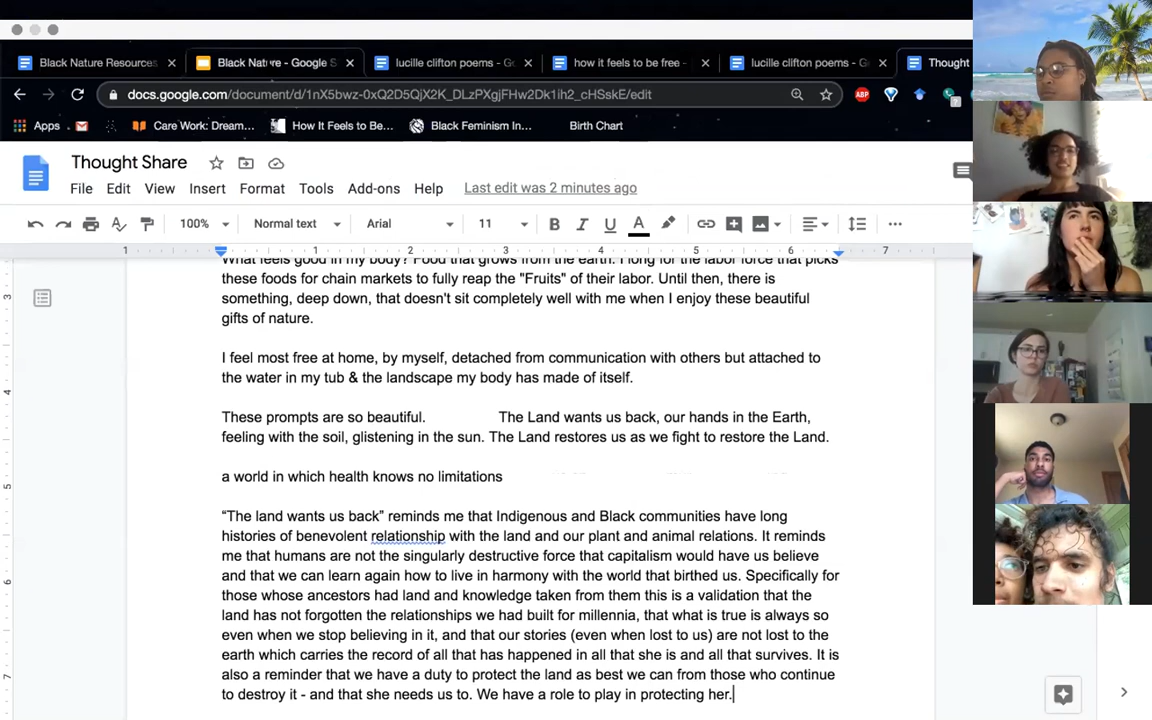 Black Nature Resources
Black Nature - Google S
lucille clifton poems - Go
how it feels to be free -
lucille clifton poems - Go
Thought
docs.google.com/document/d/1nX5bwz-0xQ2D5QjX2K_DLzPXgjFHw2Dk1ih2_cHSskE/edit
ABP
Apps
Care Work: Dream...
How It Feels to Be...
Black Feminism In...
Birth Chart
Thought Share
File Edit View Insert Format Tools Add-ons Help Last edit was 2 minutes ago
100% Normal text Arial 11 B I U A
1 1 2 3 4 5 6 7
What feels good in my body? Food that grows from the earth. I long for the labor force that picks
these foods for chain markets to fully reap the "Fruits" of their labor. Until then, there is
something, deep down, that doesn't sit completely well with me when I enjoy these beautiful
gifts of nature.
I feel most free at home, by myself, detached from communication with others but attached to
the water in my tub & the landscape my body has made of itself.
These prompts are so beautiful. The Land wants us back, our hands in the Earth,
feeling with the soil, glistening in the sun. The Land restores us as we fight to restore the Land.
a world in which health knows no limitations
“The land wants us back” reminds me that Indigenous and Black communities have long
histories of benevolent relationship with the land and our plant and animal relations. It reminds
me that humans are not the singularly destructive force that capitalism would have us believe
and that we can learn again how to live in harmony with the world that birthed us. Specifically for
those whose ancestors had land and knowledge taken from them this is a validation that the
land has not forgotten the relationships we had built for millennia, that what is true is always so
even when we stop believing in it, and that our stories (even when lost to us) are not lost to the
earth which carries the record of all that has happened in all that she is and all that survives. It is
also a reminder that we have a duty to protect the land as best we can from those who continue
to destroy it - and that she needs us to. We have a role to play in protecting her.
3
4
5
6
7